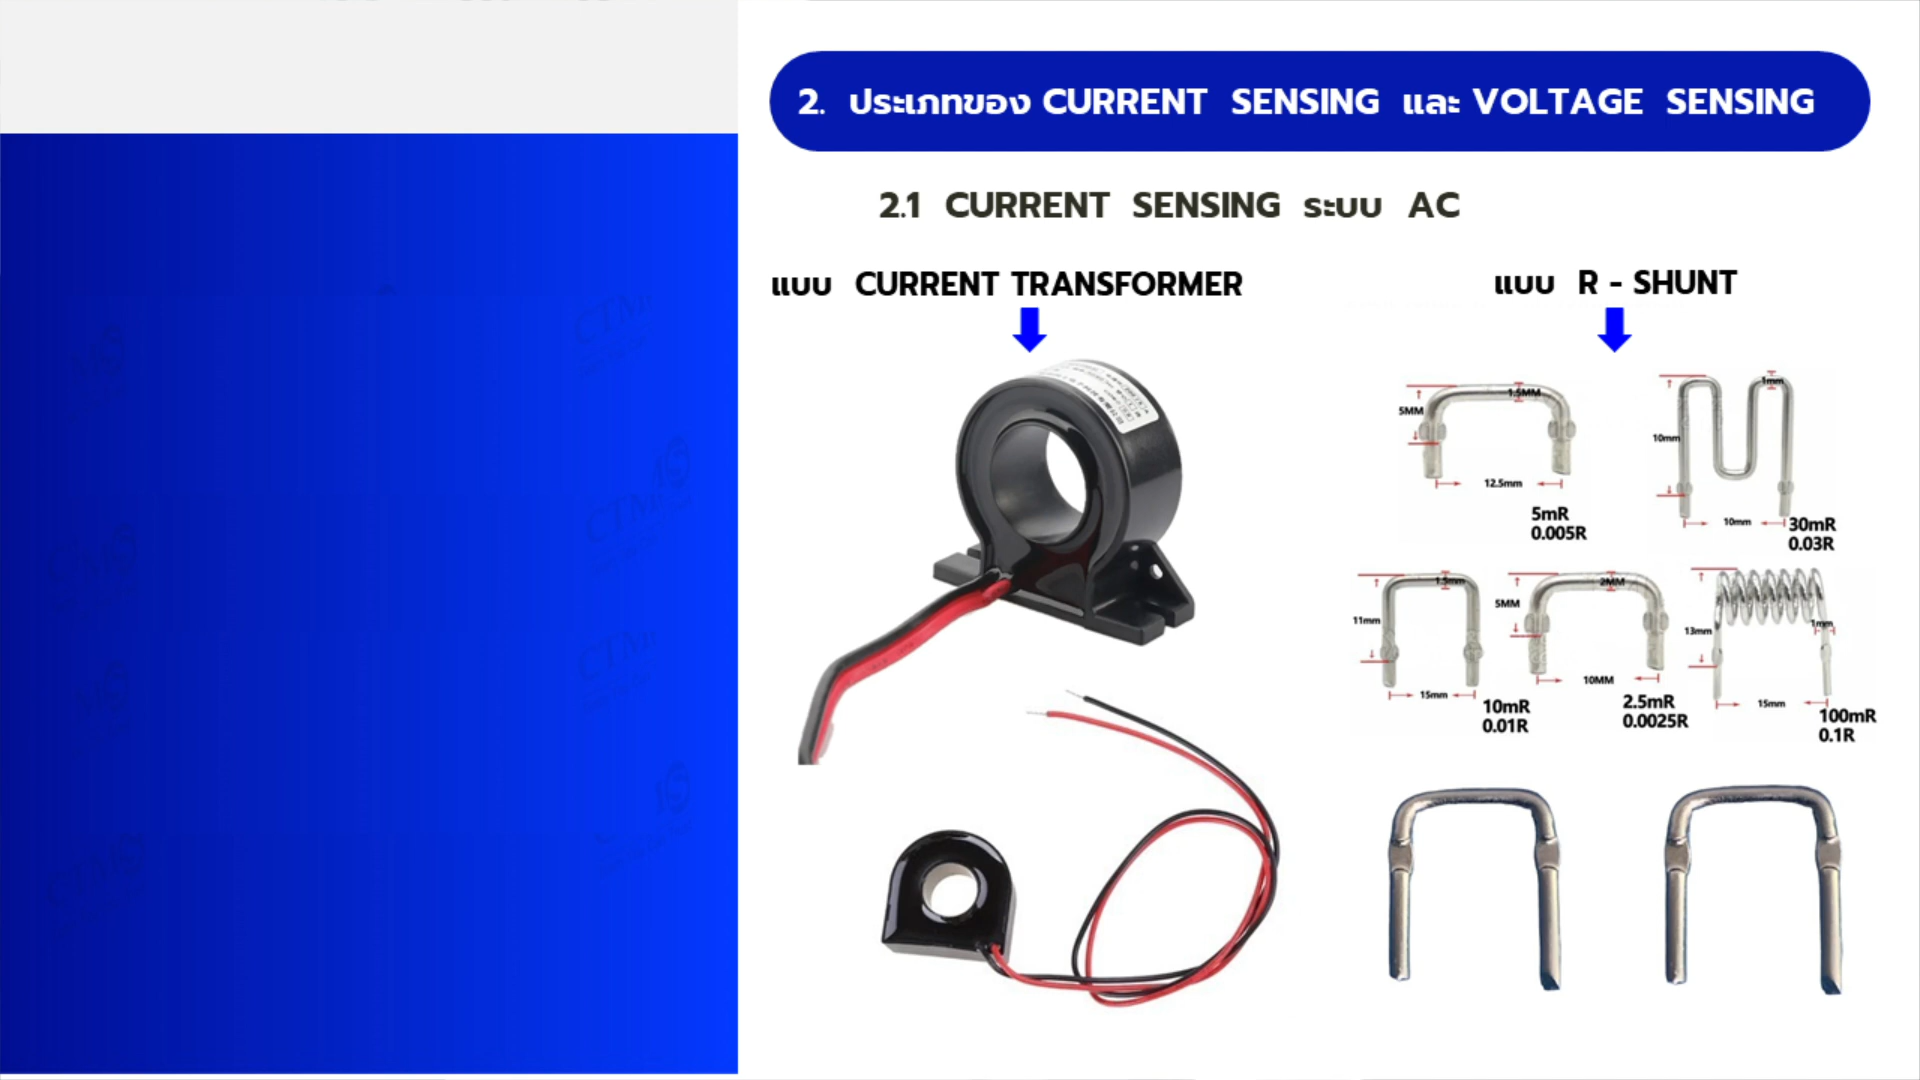 2. ประเภทของ CURRENT SENSING และ VOLTAGE SENSING
2.1 CURRENT SENSING ระบบ AC
แบบ CURRENT TRANSFORMER
แบบ R - SHUNT
1.5MM
5MM
12.5mm
5mR
0.005R
1mm
10mm
10mm
30mR
0.03R
1.5mm
11mm
15mm
10mR
0.01R
2MM
5MM
10MM
2.5mR
0.0025R
13mm
1mm
15mm
100mR
0.1R